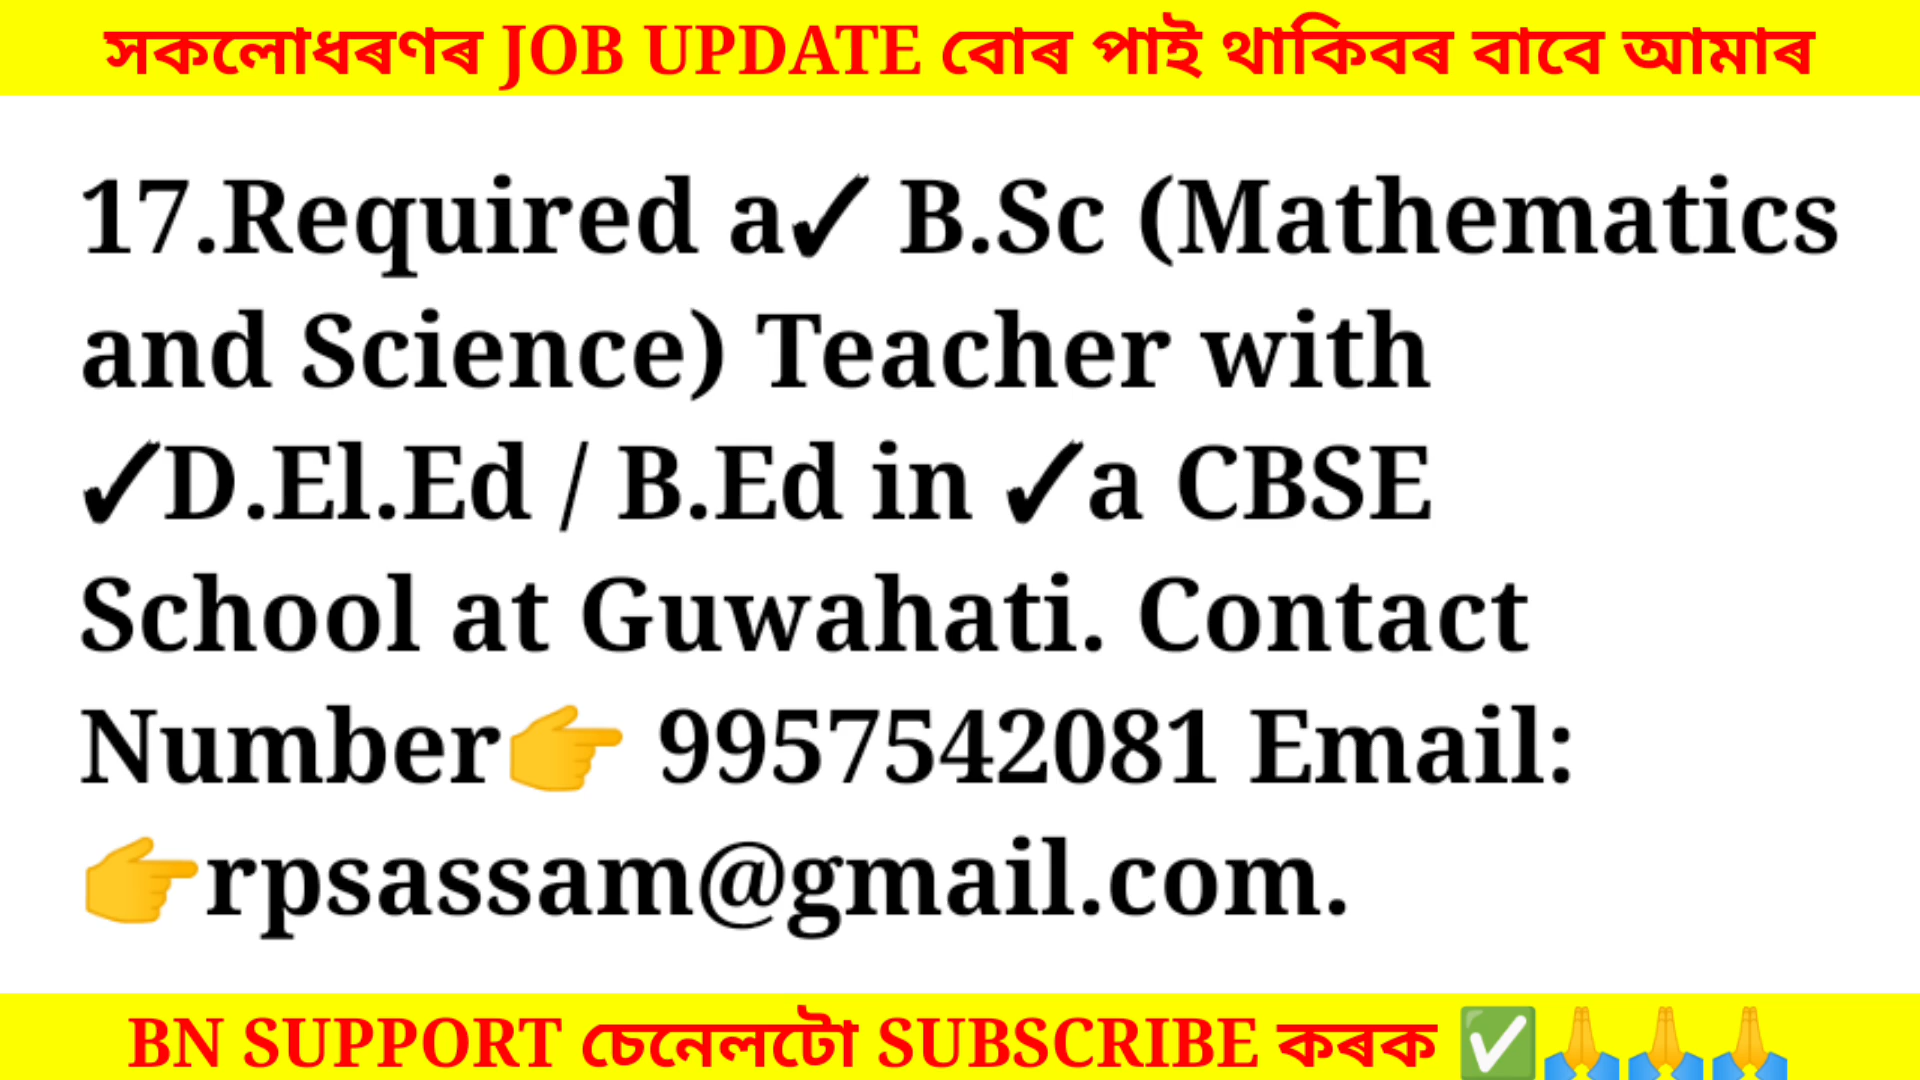 সকলোধৰণৰ JOB UPDATE বোৰ পাই থাকিবৰ বাবে আমাৰ
17.Required a✓ B.Sc (Mathematics
and Science) Teacher with
✓D.El.Ed / B.Ed in ✓a CBSE
School at Guwahati. Contact
Number👉 9957542081 Email:
👉rpsassam@gmail.com.
BN SUPPORT চেনেলটো SUBSCRIBE কৰক ✅🙏🙏🙏